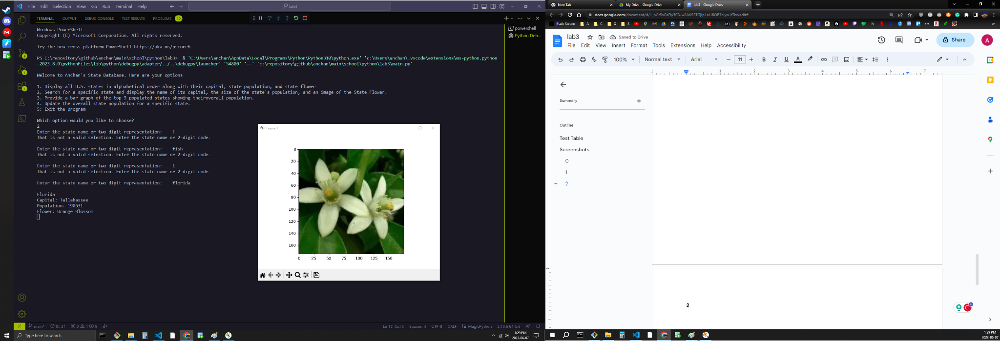 File Edit Selection View Go Run Terminal Help
lab3
TERMINAL OUTPUT DEBUG CONSOLE TEST RESULTS PROBLEMS 10
powershell
Python Deb...
Windows PowerShell
Copyright (C) Microsoft Corporation. All rights reserved.
Try the new cross-platform PowerShell https://aka.ms/pscore6
PS C:\repository\github\anchan\main\school\python\lab3> & 'C:\Users\anchan\AppData\Local\Programs\Python\Python310\python.exe' 'c:\Users\anchan\.vscode\extensions\ms-python.python
-2023.8.0\pythonFiles\lib\python\debugpy\adapter/../..\debugpy\launcher' '54880' '--' 'c:\repository\github\anchan\main\school\python\lab3\main.py'
Welcome to Anchan's State Database. Here are your options
1. Display all U.S. states in alphabetical order along with their capital, state population, and state flower
2. Search for a specific state and display the name of its capital, the size of the state's population, and an image of the State Flower.
3. Provide a bar graph of the top 5 populated states showing theiroverall population.
4. Update the overall state population for a specific state.
5: Exit the program
Which option would you like to choose?
2
Enter the state name or two digit representation: !
That is not a valid selection. Enter the state name or 2-digit code.
Enter the state name or two digit representation: fish
That is not a valid selection. Enter the state name or 2-digit code.
Enter the state name or two digit representation: 1
That is not a valid selection. Enter the state name or 2-digit code.
Enter the state name or two digit representation: florida
Florida
Capital: Tallahassee
Population: 198631
Flower: Orange Blossom
Figure 1
0
20
40
60
80
100
120
140
160
0 25 50 75 100 125 150
main* 0↓ 2↑ 0 1 9
Ln 17, Col 5 Spaces: 4 UTF-8 CRLF MagicPython 3.10.6 64-bit
Type here to search
1:29 PM
2023-06-07
New Tab
My Drive - Google Drive
lab3 - Google Docs
Black Screen A C X S
lab3 Saved to Drive
File Edit View Insert Format Tools Extensions Help Accessibility
Share
A
100% Normal text Arial 11 B I U A
1 1 2 3 4 5 6 7
Summary
Outline
Test Table
Screenshots
0
1
2
2
1:29 PM
2023-06-07